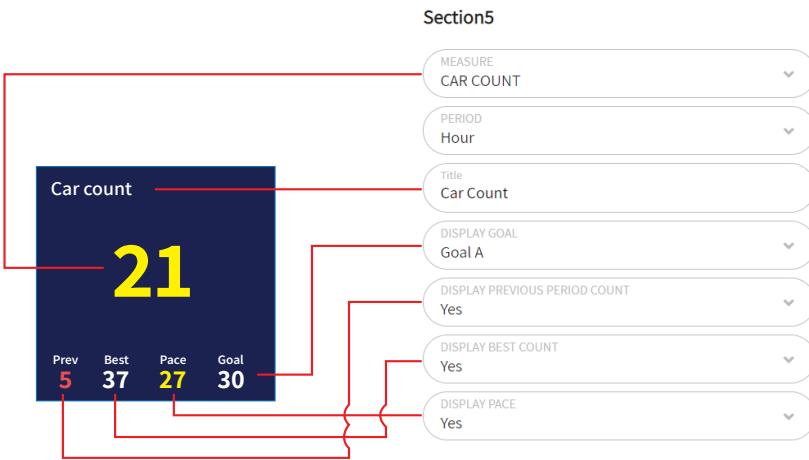 Section5
MEASURE
CAR COUNT
PERIOD
Hour
Title
Car Count
DISPLAY GOAL
Goal A
DISPLAY PREVIOUS PERIOD COUNT
Yes
DISPLAY BEST COUNT
Yes
DISPLAY PACE
Yes
Car count
21
Prev Best Pace Goal
5 37 27 30